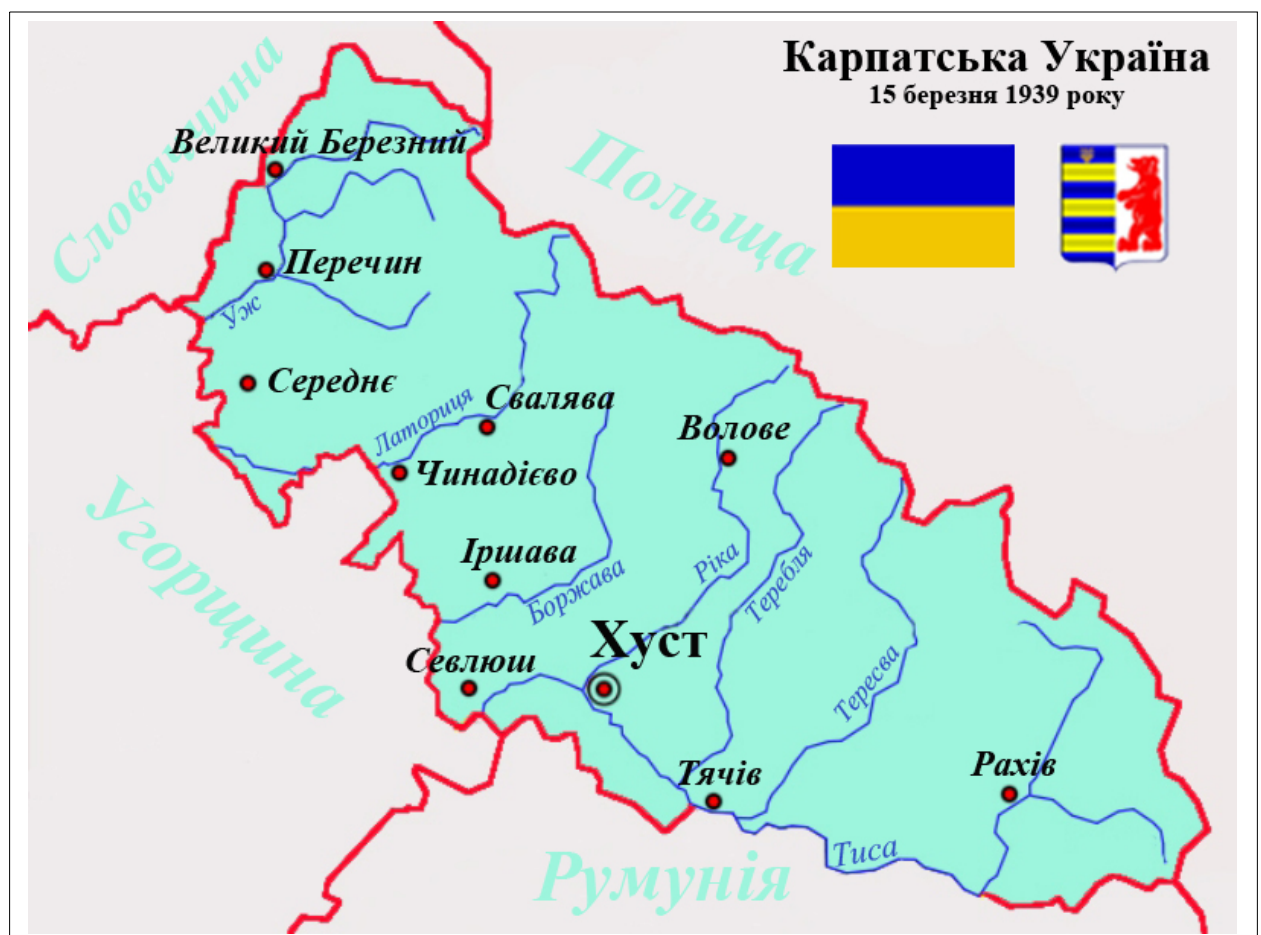 Карпатська Україна
15 березня 1939 року
Словаччина
Великий Березний
Польща
Перечин
Уж
Середнє
Латориця
Свалява
Волове
Чинадієво
Угорщина
Іршава
Боржава
Ріка
Теребля
Хуст
Севлюш
Тересва
Тячів
Рахів
Тиса
Румунія